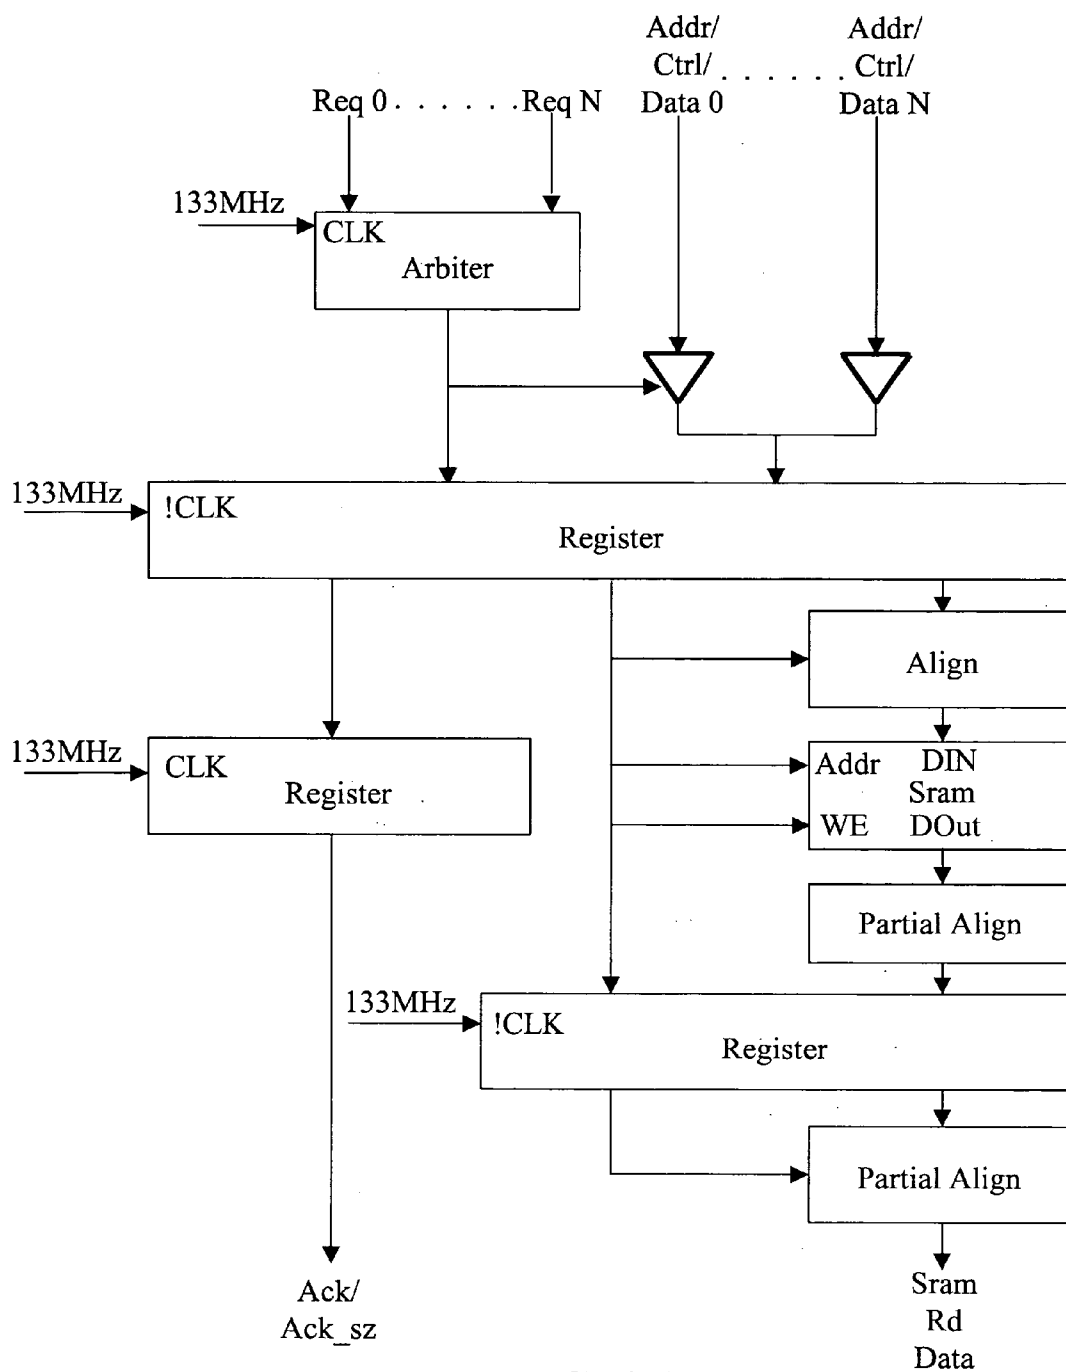 Addr/
Ctrl/
Data 0
. . . . . .
Addr/
Ctrl/
Data N
Req 0 . . . . . . . Req N
133MHz
CLK
Arbiter
133MHz
!CLK
Register
Align
133MHz
CLK
Register
Addr DIN
Sram
WE DOut
Partial Align
133MHz
!CLK
Register
Partial Align
Ack/
Ack_sz
Sram
Rd
Data